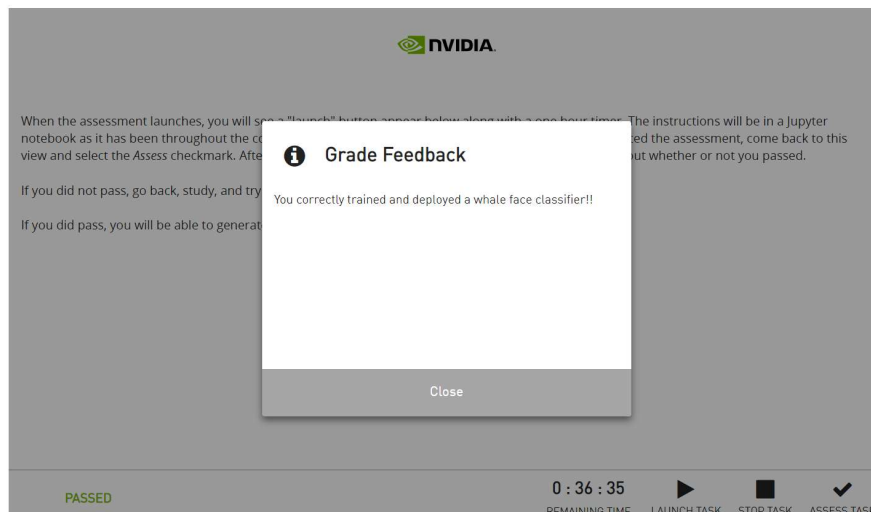 NVIDIA.
When the assessment launches, you will see a "launch" button appear below along with a one hour timer. The instructions will be in a Jupyter
notebook as it has been throughout the co
ted the assessment, come back to this
view and select the Assess checkmark. Afte
out whether or not you passed.
If you did not pass, go back, study, and try
If you did pass, you will be able to generat
Grade Feedback
You correctly trained and deployed a whale face classifier!!
Close
PASSED
0 : 36 : 35
REMAINING TIME
LAUNCH TASK
STOP TASK
ASSESS TASK